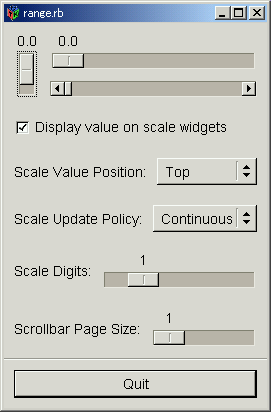 range.rb
0.0 0.0
Display value on scale widgets
Scale Value Position: Top
Scale Update Policy: Continuous
1
Scale Digits:
1
Scrollbar Page Size:
Quit